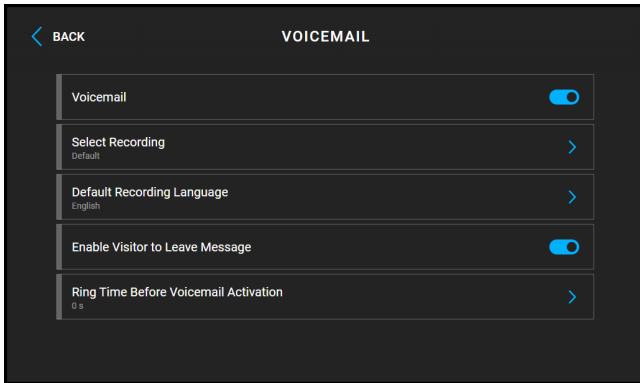 BACK
VOICEMAIL
Voicemail
Select Recording
Default
Default Recording Language
English
Enable Visitor to Leave Message
Ring Time Before Voicemail Activation
0 s